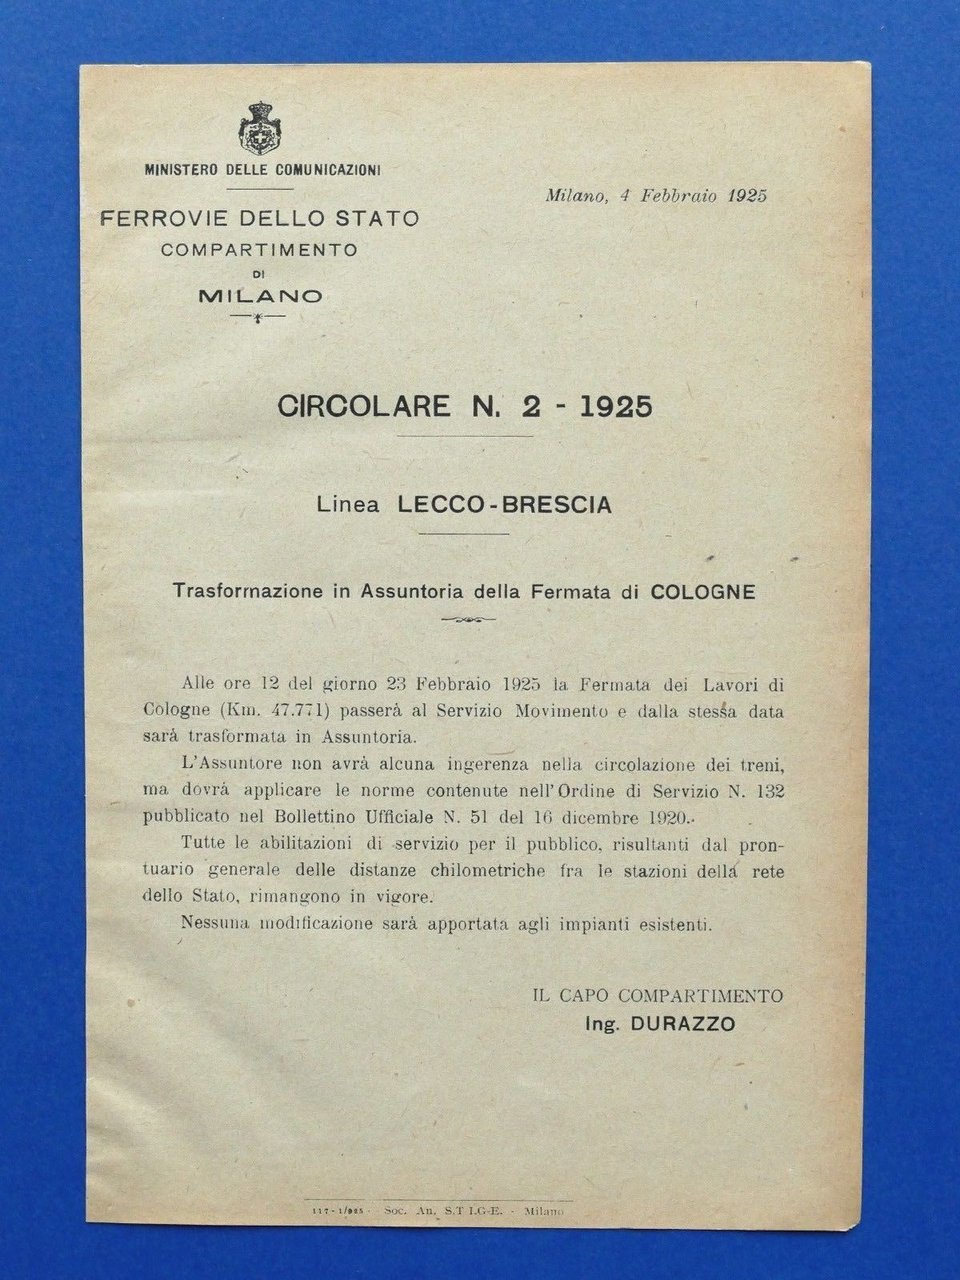 MINISTERO DELLE COMUNICAZIONI
FERROVIE DELLO STATO
COMPARTIMENTO
DI
MILANO
Milano, 4 Febbraio 1925
CIRCOLARE N. 2 - 1925
Linea LECCO-BRESCIA
Trasformazione in Assuntoria della Fermata di COLOGNE
Alle ore 12 del giorno 23 Febbraio 1925 la Fermata dei Lavori di
Cologne (Km. 47.771) passerà al Servizio Movimento e dalla stessa data
sarà trasformata in Assuntoria.
L'Assuntore non avrà alcuna ingerenza nella circolazione dei treni,
ma dovrà applicare le norme contenute nell'Ordine di Servizio N. 132
pubblicato nel Bollettino Ufficiale N. 51 del 16 dicembre 1920.
Tutte le abilitazioni di servizio per il pubblico, risultanti dal pron-
tuario generale delle distanze chilometriche fra le stazioni della rete
dello Stato, rimangono in vigore.
Nessuna modificazione sarà apportata agli impianti esistenti.
IL CAPO COMPARTIMENTO
Ing. DURAZZO
117 - 1/925 - Soc. An. S.T.I.G.E. - Milano